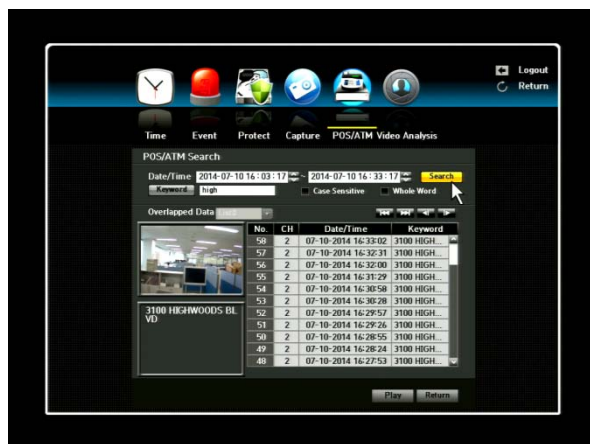 Logout
Return
Time Event Protect Capture POS/ATM Video Analysis
POS/ATM Search
Date/Time 2014-07-10 16:03:17 ~ 2014-07-10 16:33:17 Search
Keyword high Case Sensitive Whole Word
Overlapped Data
No. CH Date/Time Keyword
58 2 07-10-2014 16:33:02 3100 HIGH...
57 2 07-10-2014 16:32:31 3100 HIGH...
56 2 07-10-2014 16:32:00 3100 HIGH...
55 2 07-10-2014 16:31:29 3100 HIGH...
54 2 07-10-2014 16:30:58 3100 HIGH...
53 2 07-10-2014 16:30:28 3100 HIGH...
52 2 07-10-2014 16:29:57 3100 HIGH...
51 2 07-10-2014 16:29:26 3100 HIGH...
50 2 07-10-2014 16:28:55 3100 HIGH...
49 2 07-10-2014 16:28:24 3100 HIGH...
48 2 07-10-2014 16:27:53 3100 HIGH...
3100 HIGHWOODS BL
VD
Play Return